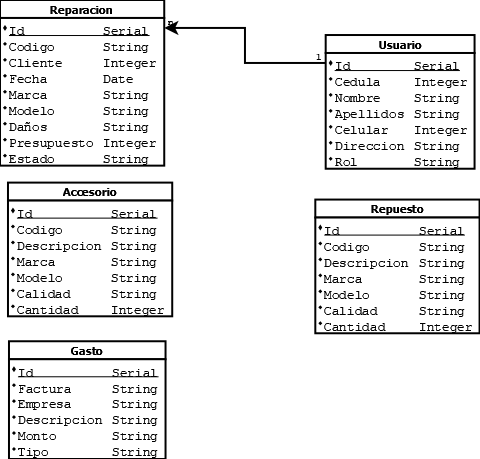 Reparacion
Id Serial
Codigo String
Cliente Integer
Fecha Date
Marca String
Modelo String
Daños String
Presupuesto Integer
Estado String
n
1
Usuario
Id Serial
Cedula Integer
Nombre String
Apellidos String
Celular Integer
Direccion String
Rol String
Accesorio
Id Serial
Codigo String
Descripcion String
Marca String
Modelo String
Calidad String
Cantidad Integer
Repuesto
Id Serial
Codigo String
Descripcion String
Marca String
Modelo String
Calidad String
Cantidad Integer
Gasto
Id Serial
Factura String
Empresa String
Descripcion String
Monto String
Tipo String